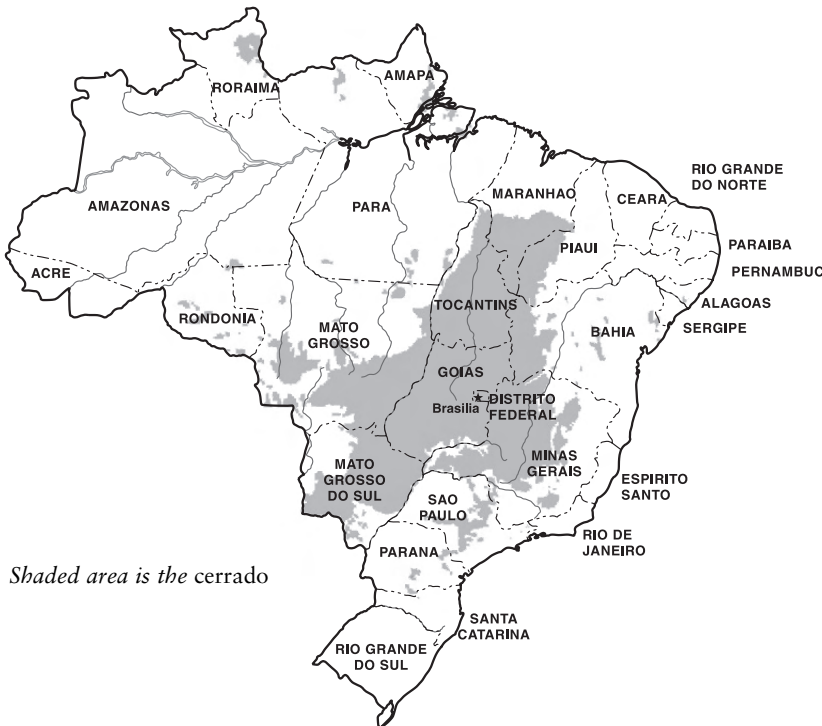 AMAPA
RORAIMA
RIO GRANDE
DO NORTE
AMAZONAS
PARA
MARANHAO
CEARA
PIAUI
PARAIBA
PERNAMBUC
ACRE
RONDONIA
MATO
GROSSO
TOCANTINS
BAHIA
ALAGOAS
SERGIPE
GOIAS
Brasilia
DISTRITO
FEDERAL
MATO
GROSSO
DO SUL
MINAS
GERAIS
ESPIRITO
SANTO
SAO
PAULO
RIO DE
JANEIRO
PARANA
Shaded area is the cerrado
SANTA
CATARINA
RIO GRANDE
DO SUL